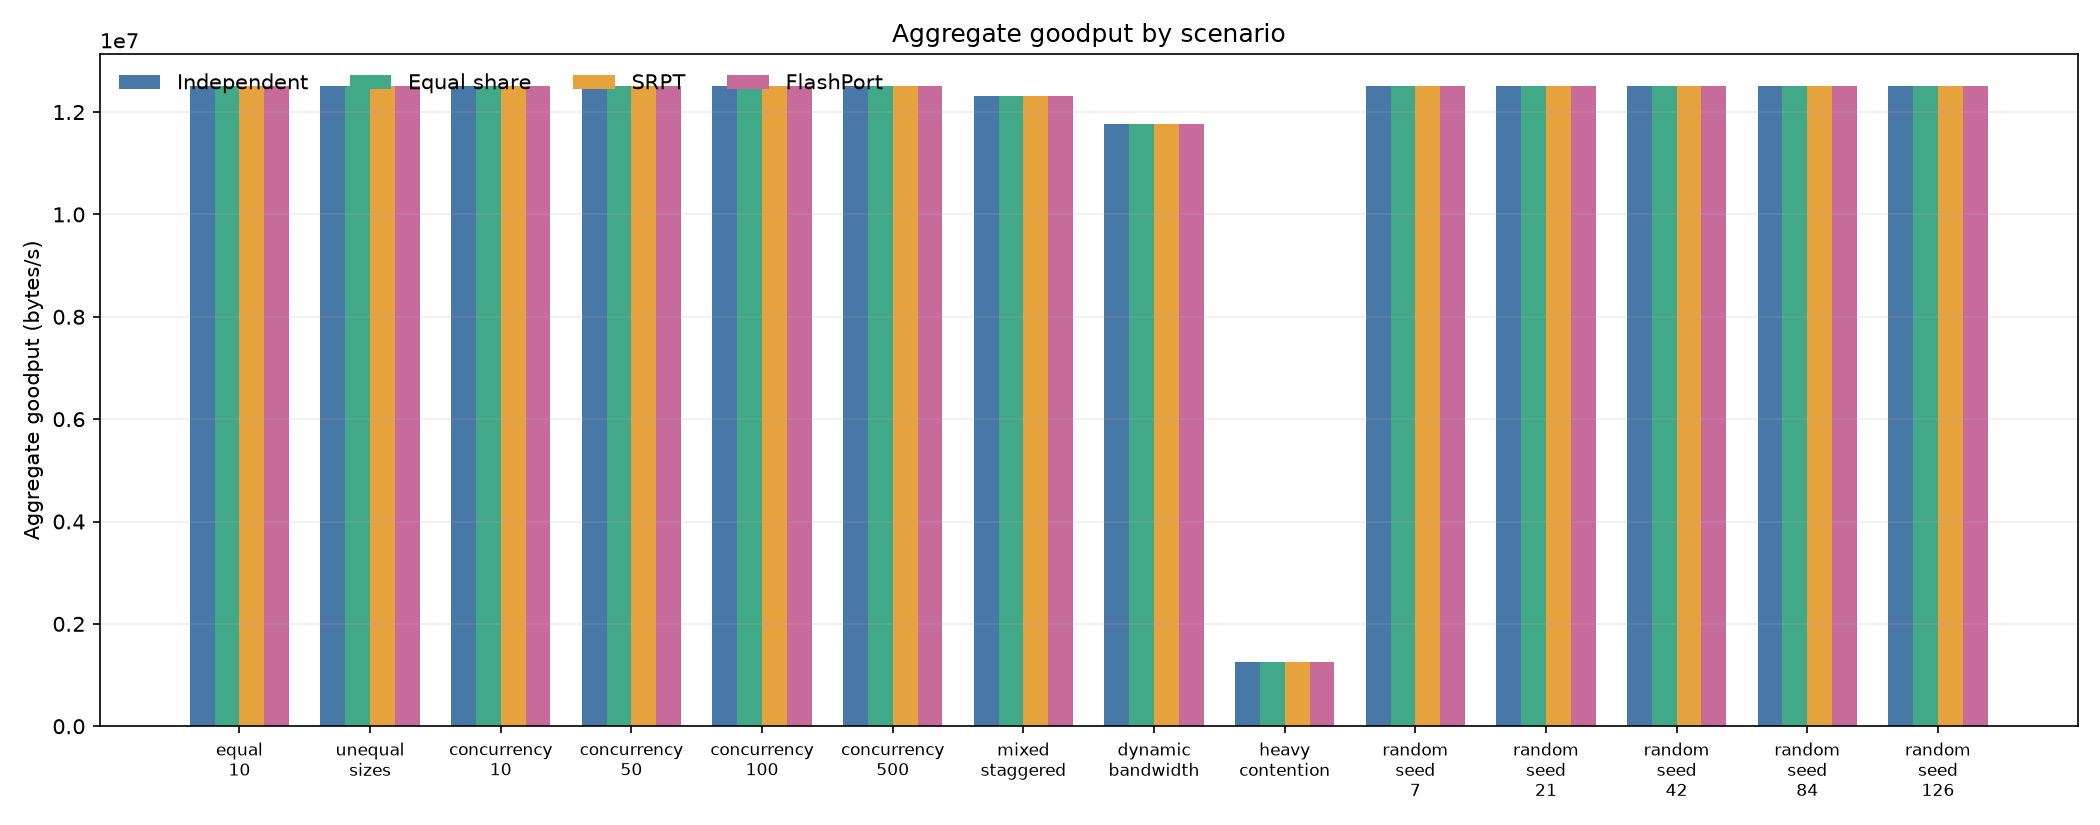 Aggregate goodput by scenario
1e7
Independent Equal share SRPT FlashPort
Aggregate goodput (bytes/s)
1.2
1.0
0.8
0.6
0.4
0.2
0.0
equal
10
unequal
sizes
concurrency
10
concurrency
50
concurrency
100
concurrency
500
mixed
staggered
dynamic
bandwidth
heavy
contention
random
seed
7
random
seed
21
random
seed
42
random
seed
84
random
seed
126